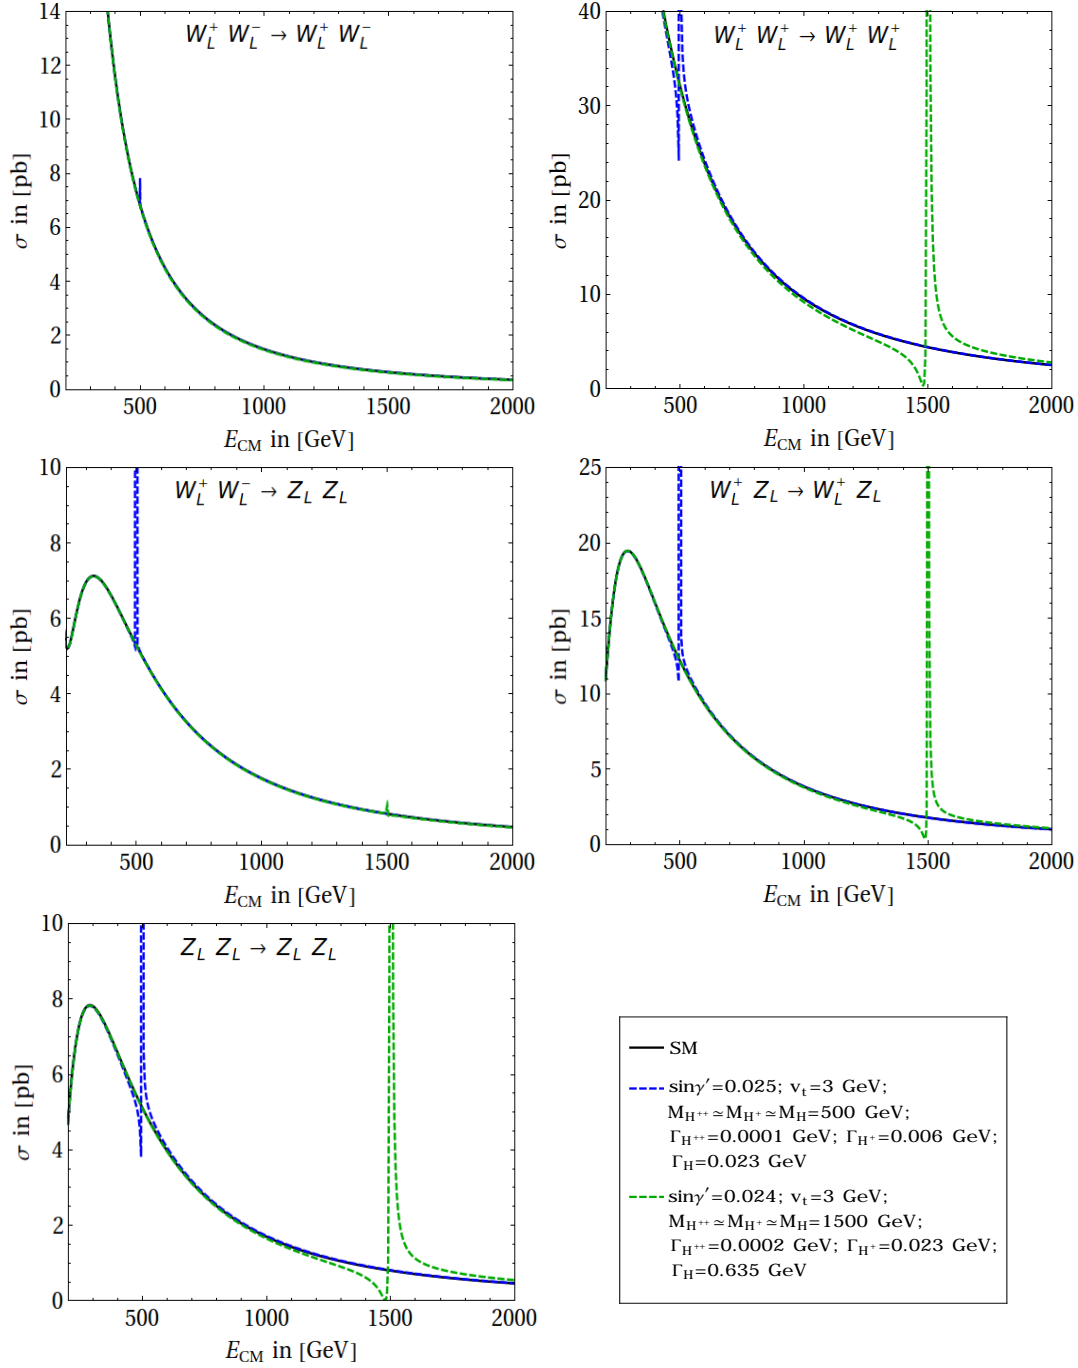 W_L^+ W_L^- → W_L^+ W_L^-
14
12
10
8
6
4
2
0
σ in [pb]
500 1000 1500 2000
E_CM in [GeV]
W_L^+ W_L^+ → W_L^+ W_L^+
40
30
20
10
0
σ in [pb]
500 1000 1500 2000
E_CM in [GeV]
W_L^+ W_L^- → Z_L Z_L
10
8
6
4
2
0
σ in [pb]
500 1000 1500 2000
E_CM in [GeV]
W_L^+ Z_L → W_L^+ Z_L
25
20
15
10
5
0
σ in [pb]
500 1000 1500 2000
E_CM in [GeV]
Z_L Z_L → Z_L Z_L
10
8
6
4
2
0
σ in [pb]
500 1000 1500 2000
E_CM in [GeV]
SM
sinγ′=0.025; v_t=3 GeV;
M_H++≃M_H+≃M_H=500 GeV;
Γ_H++=0.0001 GeV; Γ_H+=0.006 GeV;
Γ_H=0.023 GeV
sinγ′=0.024; v_t=3 GeV;
M_H++≃M_H+≃M_H=1500 GeV;
Γ_H++=0.0002 GeV; Γ_H+=0.023 GeV;
Γ_H=0.635 GeV